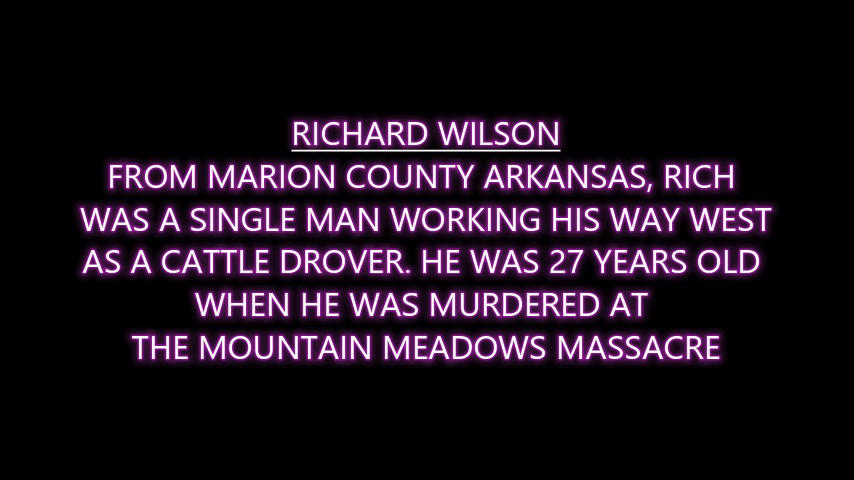 RICHARD WILSON
FROM MARION COUNTY ARKANSAS, RICH
WAS A SINGLE MAN WORKING HIS WAY WEST
AS A CATTLE DROVER. HE WAS 27 YEARS OLD
WHEN HE WAS MURDERED AT
THE MOUNTAIN MEADOWS MASSACRE